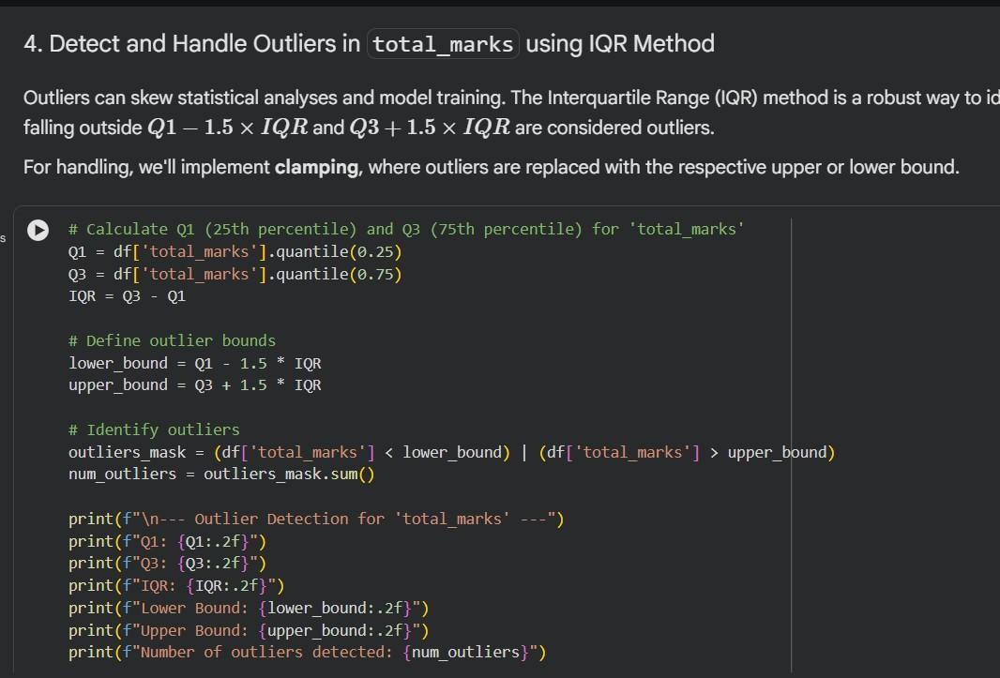 4. Detect and Handle Outliers in total_marks using IQR Method
Outliers can skew statistical analyses and model training. The Interquartile Range (IQR) method is a robust way to
falling outside Q1 − 1.5 × IQR and Q3 + 1.5 × IQR are considered outliers.
For handling, we'll implement clamping, where outliers are replaced with the respective upper or lower bound.
s
# Calculate Q1 (25th percentile) and Q3 (75th percentile) for 'total_marks'
Q1 = df['total_marks'].quantile(0.25)
Q3 = df['total_marks'].quantile(0.75)
IQR = Q3 - Q1
# Define outlier bounds
lower_bound = Q1 - 1.5 * IQR
upper_bound = Q3 + 1.5 * IQR
# Identify outliers
outliers_mask = (df['total_marks'] < lower_bound) | (df['total_marks'] > upper_bound)
num_outliers = outliers_mask.sum()
print(f"\n--- Outlier Detection for 'total_marks' ---")
print(f"Q1: {Q1:.2f}")
print(f"Q3: {Q3:.2f}")
print(f"IQR: {IQR:.2f}")
print(f"Lower Bound: {lower_bound:.2f}")
print(f"Upper Bound: {upper_bound:.2f}")
print(f"Number of outliers detected: {num_outliers}")